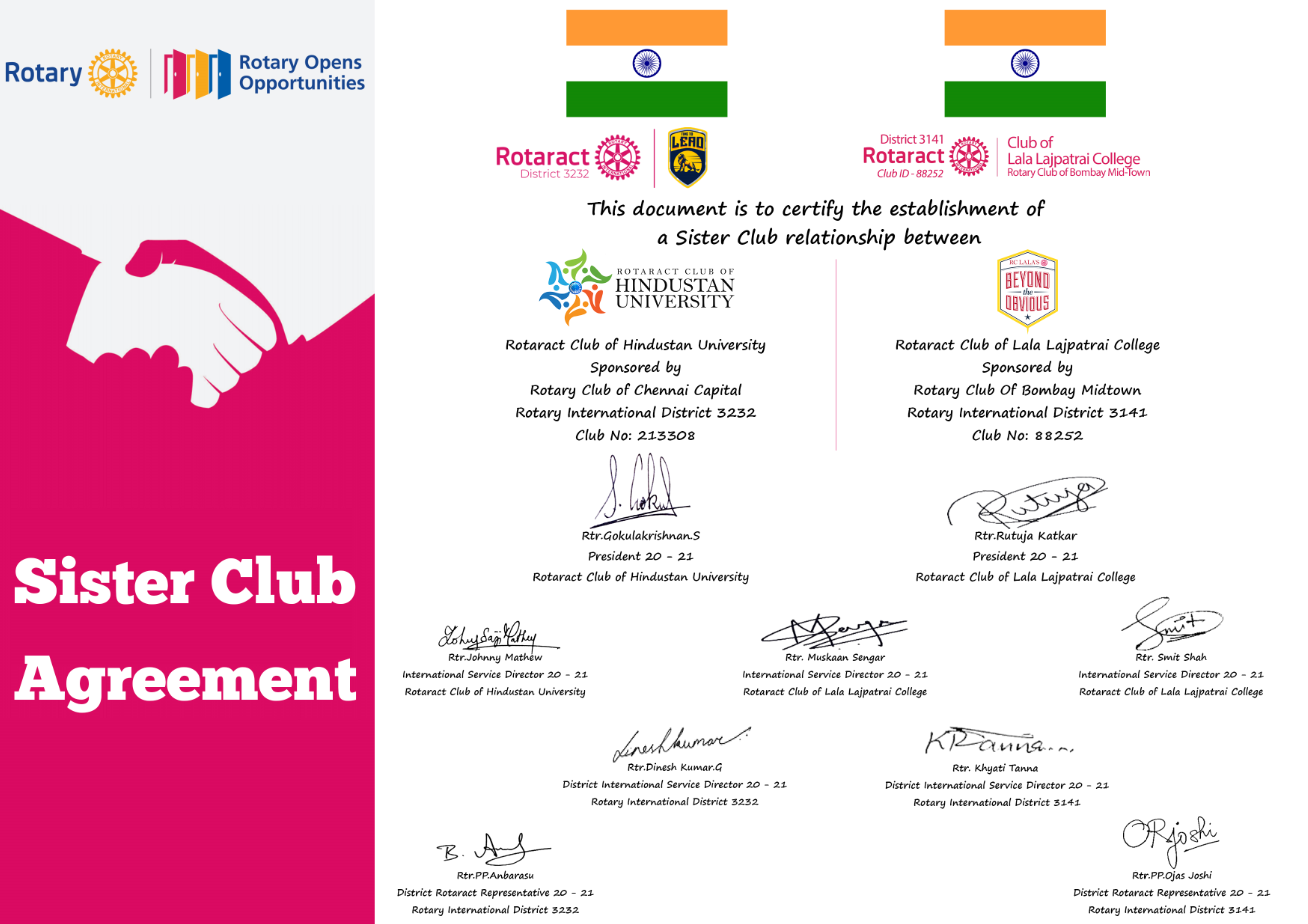 Rotary
Rotary Opens
Opportunities
Sister Club
Agreement
Rotaract
District 3232
LEAD
District 3141
Rotaract
Club ID - 88252
Club of
Lala Lajpatrai College
Rotary Club of Bombay Mid-Town
This document is to certify the establishment of
a Sister Club relationship between
ROTARACT CLUB OF
HINDUSTAN
UNIVERSITY
Rotaract Club of Hindustan University
Sponsored by
Rotary Club of Chennai Capital
Rotary International District 3232
Club No: 213308
RC LALA'S
BEYOND
the
OBVIOUS
Rotaract Club of Lala Lajpatrai College
Sponsored by
Rotary Club Of Bombay Midtown
Rotary International District 3141
Club No: 88252
S. Gokul
Rtr.Gokulakrishnan.S
President 20 - 21
Rotaract Club of Hindustan University
Rutuja
Rtr.Rutuja Katkar
President 20 - 21
Rotaract Club of Lala Lajpatrai College
Rtr.Johnny Mathew
International Service Director 20 - 21
Rotaract Club of Hindustan University
Rtr. Muskaan Sengar
International Service Director 20 - 21
Rotaract Club of Lala Lajpatrai College
Smit
Rtr. Smit Shah
International Service Director 20 - 21
Rotaract Club of Lala Lajpatrai College
Dineshkumar
Rtr.Dinesh Kumar.G
District International Service Director 20 - 21
Rotary International District 3232
KTanna
Rtr. Khyati Tanna
District International Service Director 20 - 21
Rotary International District 3141
Rtr.PP.Anbarasu
District Rotaract Representative 20 - 21
Rotary International District 3232
ORjoshi
Rtr.PP.Ojas Joshi
District Rotaract Representative 20 - 21
Rotary International District 3141